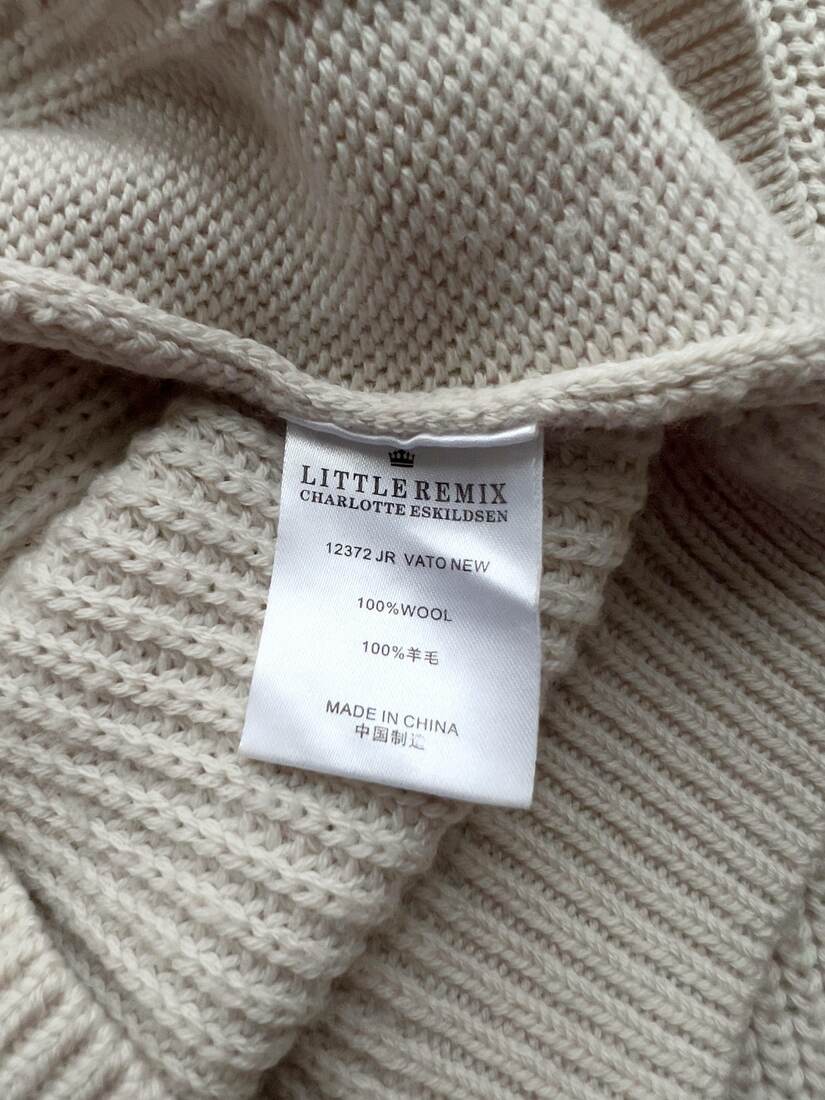 LITTLE REMIX
CHARLOTTE ESKILDSEN
12372 JR VATO NEW
100%WOOL
100%羊毛
MADE IN CHINA
中国制造